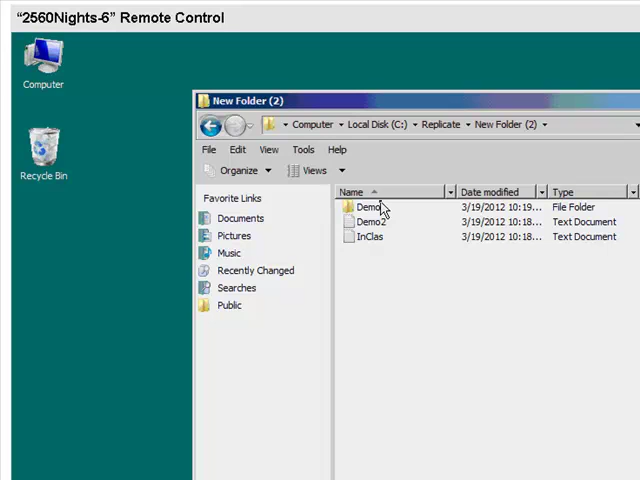 “2560Nights-6” Remote Control
Computer
Recycle Bin
New Folder (2)
Computer Local Disk (C:) Replicate New Folder (2)
File Edit View Tools Help
Organize Views
Name Date modified Type
Favorite Links
Documents
Pictures
Music
Recently Changed
Searches
Public
Demo 3/19/2012 10:19... File Folder
Demo2 3/19/2012 10:18... Text Document
InClas 3/19/2012 10:18... Text Document